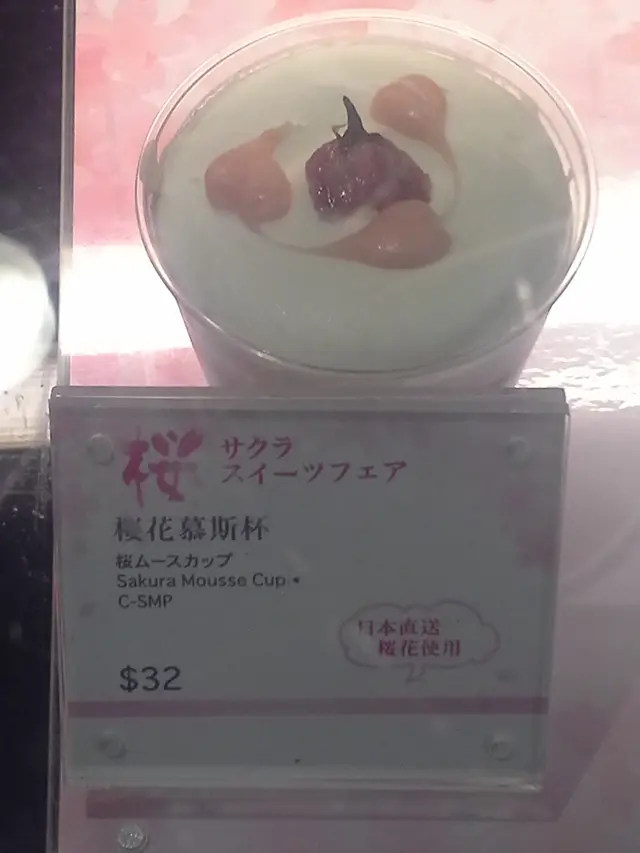 桜
サクラ
スイーツフェア
櫻花慕斯杯
桜ムースカップ
Sakura Mousse Cup •
C-SMP
日本直送
桜花使用
$32